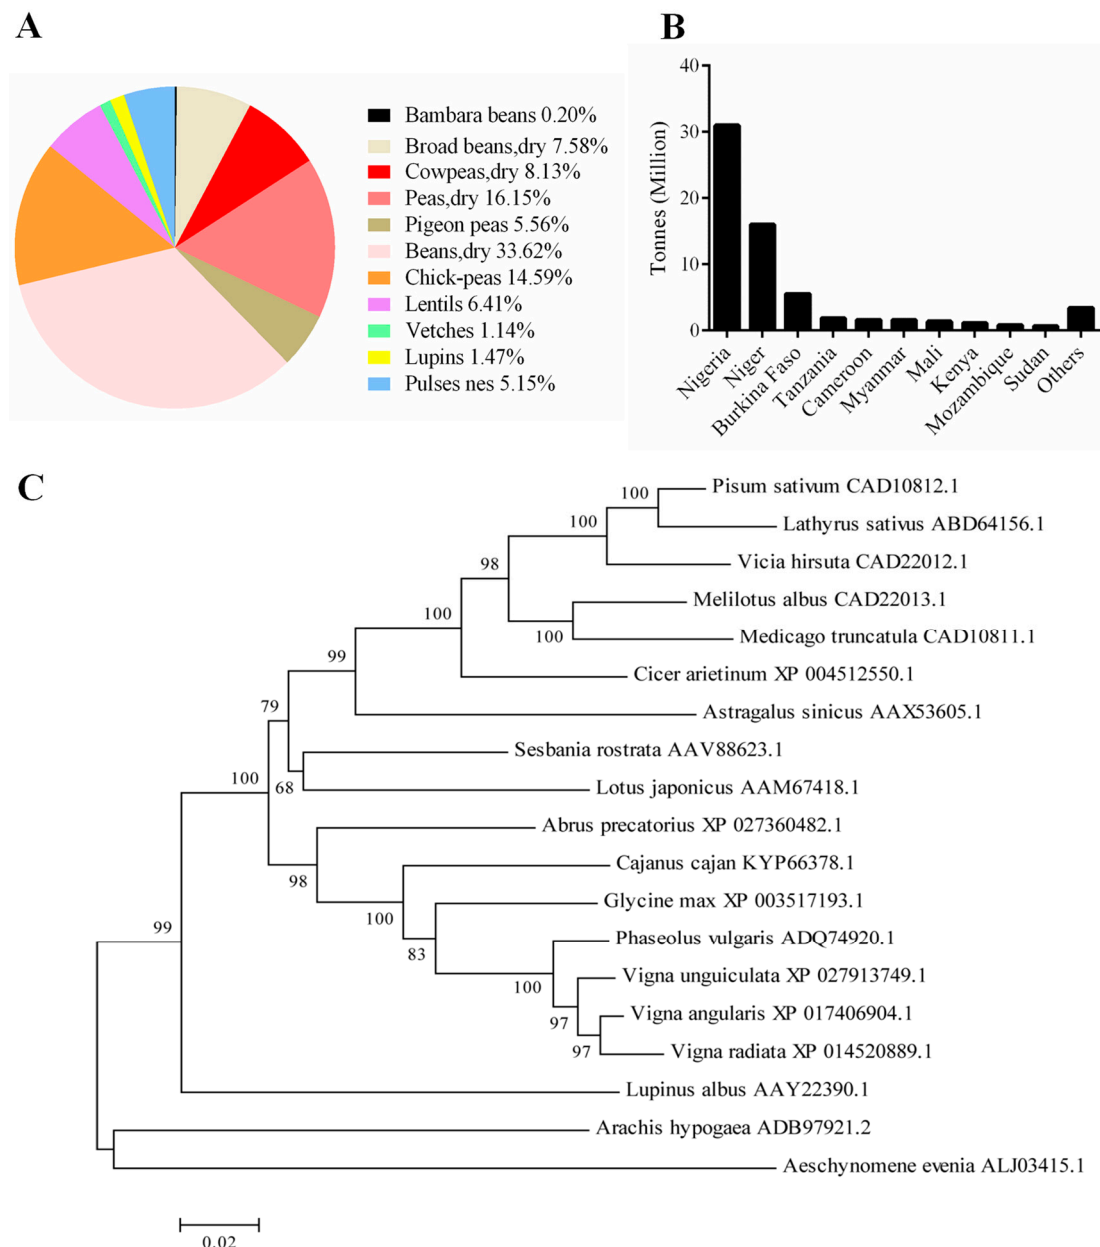 A
Bambara beans 0.20%
Broad beans,dry 7.58%
Cowpeas,dry 8.13%
Peas,dry 16.15%
Pigeon peas 5.56%
Beans,dry 33.62%
Chick-peas 14.59%
Lentils 6.41%
Vetches 1.14%
Lupins 1.47%
Pulses nes 5.15%
B
Tonnes (Million)
40
30
20
10
0
Nigeria
Niger
Burkina Faso
Tanzania
Cameroon
Myanmar
Mali
Kenya
Mozambique
Sudan
Others
C
Pisum sativum CAD10812.1
100
Lathyrus sativus ABD64156.1
100
Vicia hirsuta CAD22012.1
98
Melilotus albus CAD22013.1
100
Medicago truncatula CAD10811.1
100
Cicer arietinum XP 004512550.1
99
Astragalus sinicus AAX53605.1
79
Sesbania rostrata AAV88623.1
100
68
Lotus japonicus AAM67418.1
Abrus precatorius XP 027360482.1
98
Cajanus cajan KYP66378.1
100
Glycine max XP 003517193.1
99
83
Phaseolus vulgaris ADQ74920.1
100
Vigna unguiculata XP 027913749.1
97
Vigna angularis XP 017406904.1
97
Vigna radiata XP 014520889.1
Lupinus albus AAY22390.1
Arachis hypogaea ADB97921.2
Aeschynomene evenia ALJ03415.1
0.02